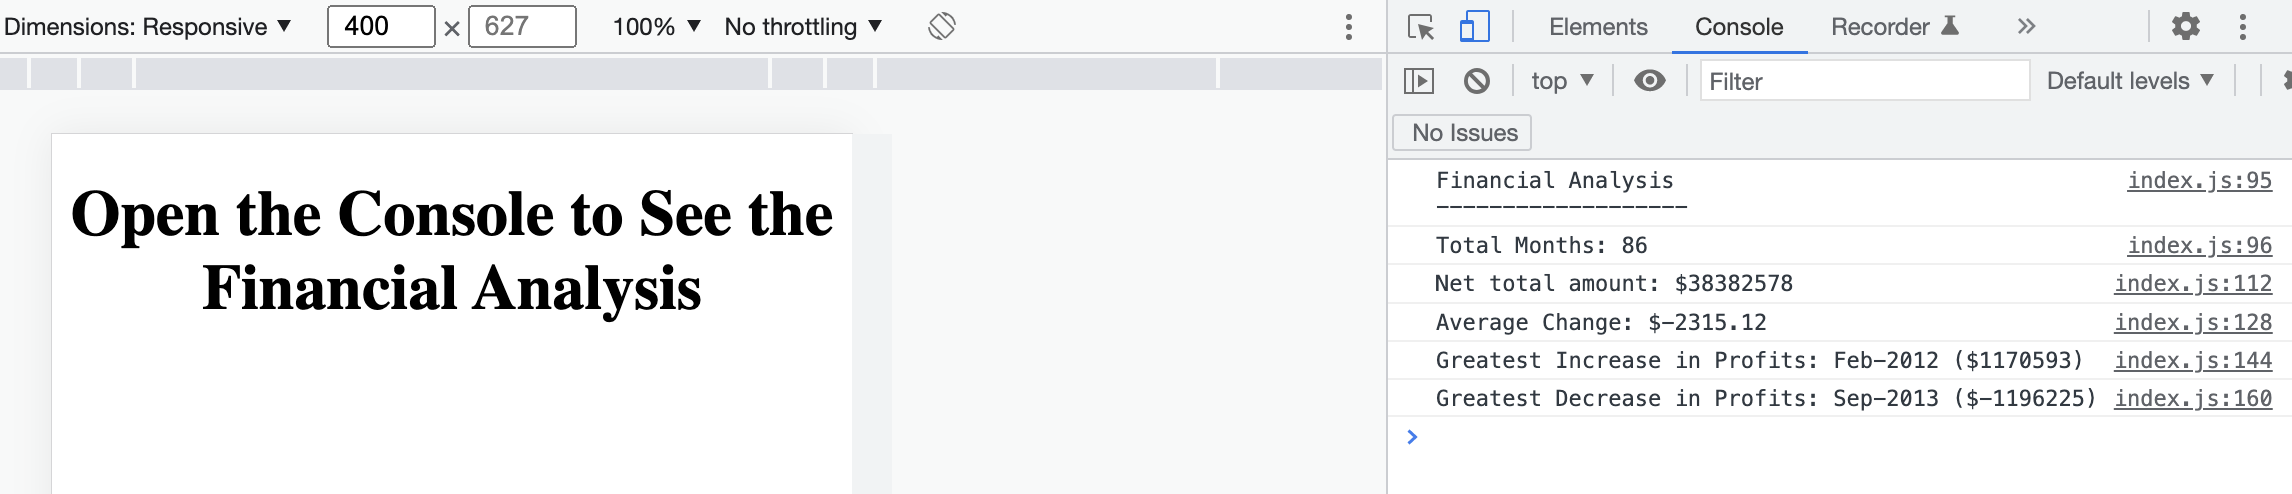 Dimensions: Responsive ▼ 400 × 627 100% ▼ No throttling ▼
Elements Console Recorder
top ▼ Filter Default levels ▼
No Issues
Open the Console to See the
Financial Analysis
Financial Analysis index.js:95
-------------------
Total Months: 86 index.js:96
Net total amount: $38382578 index.js:112
Average Change: $-2315.12 index.js:128
Greatest Increase in Profits: Feb-2012 ($1170593) index.js:144
Greatest Decrease in Profits: Sep-2013 ($-1196225) index.js:160